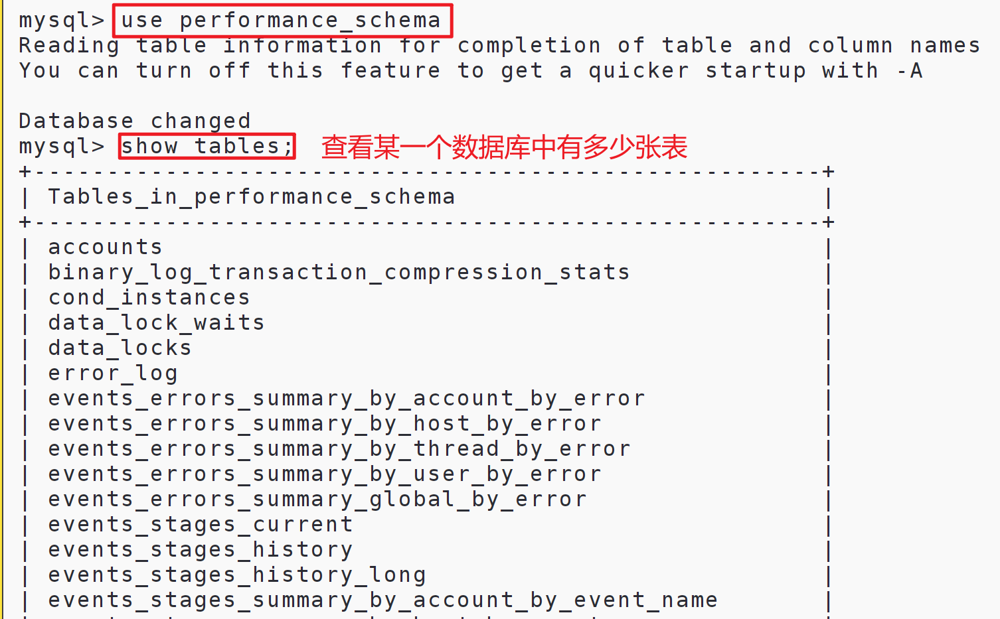 mysql> use performance_schema
Reading table information for completion of table and column names
You can turn off this feature to get a quicker startup with -A
Database changed
mysql> show tables; 查看某一个数据库中有多少张表
+------------------------------------------------------+
| Tables_in_performance_schema |
+------------------------------------------------------+
| accounts |
| binary_log_transaction_compression_stats |
| cond_instances |
| data_lock_waits |
| data_locks |
| error_log |
| events_errors_summary_by_account_by_error |
| events_errors_summary_by_host_by_error |
| events_errors_summary_by_thread_by_error |
| events_errors_summary_by_user_by_error |
| events_errors_summary_global_by_error |
| events_stages_current |
| events_stages_history |
| events_stages_history_long |
| events_stages_summary_by_account_by_event_name |